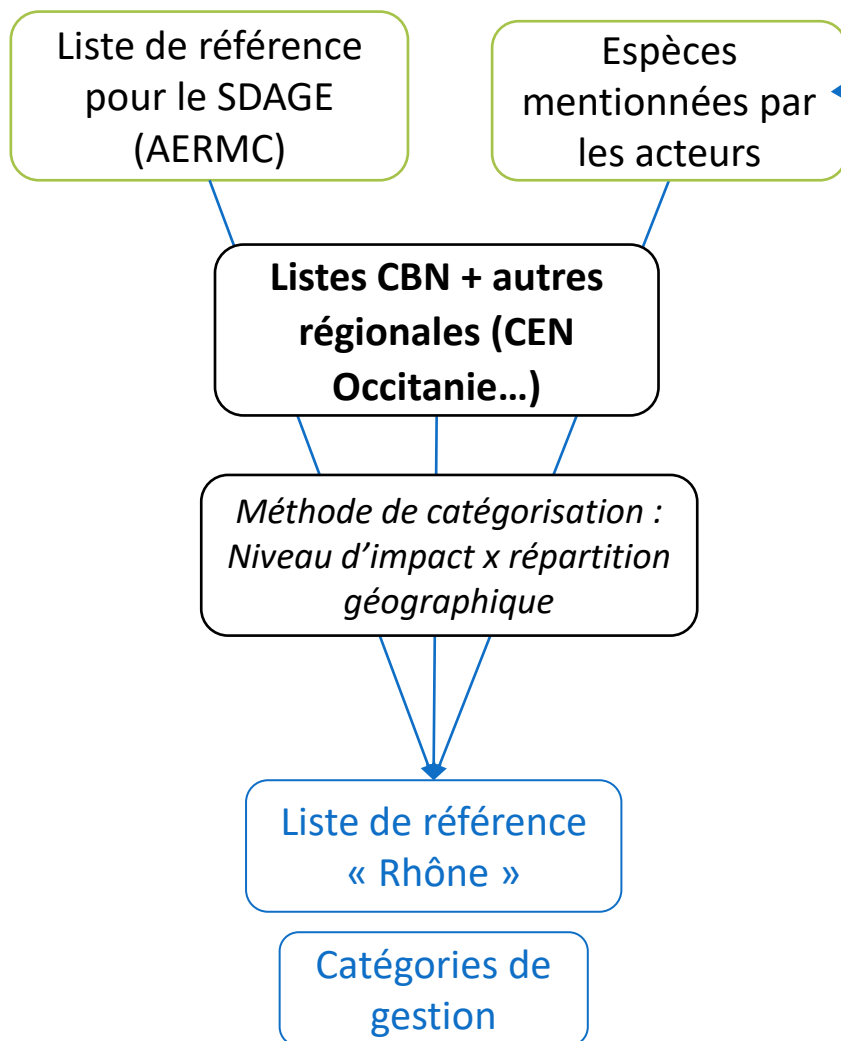 Liste de référence
pour le SDAGE
(AERMC)
Espèces
mentionnées par
les acteurs
Listes CBN + autres
régionales (CEN
Occitanie…)
Méthode de catégorisation :
Niveau d’impact x répartition
géographique
Liste de référence
« Rhône »
Catégories de
gestion